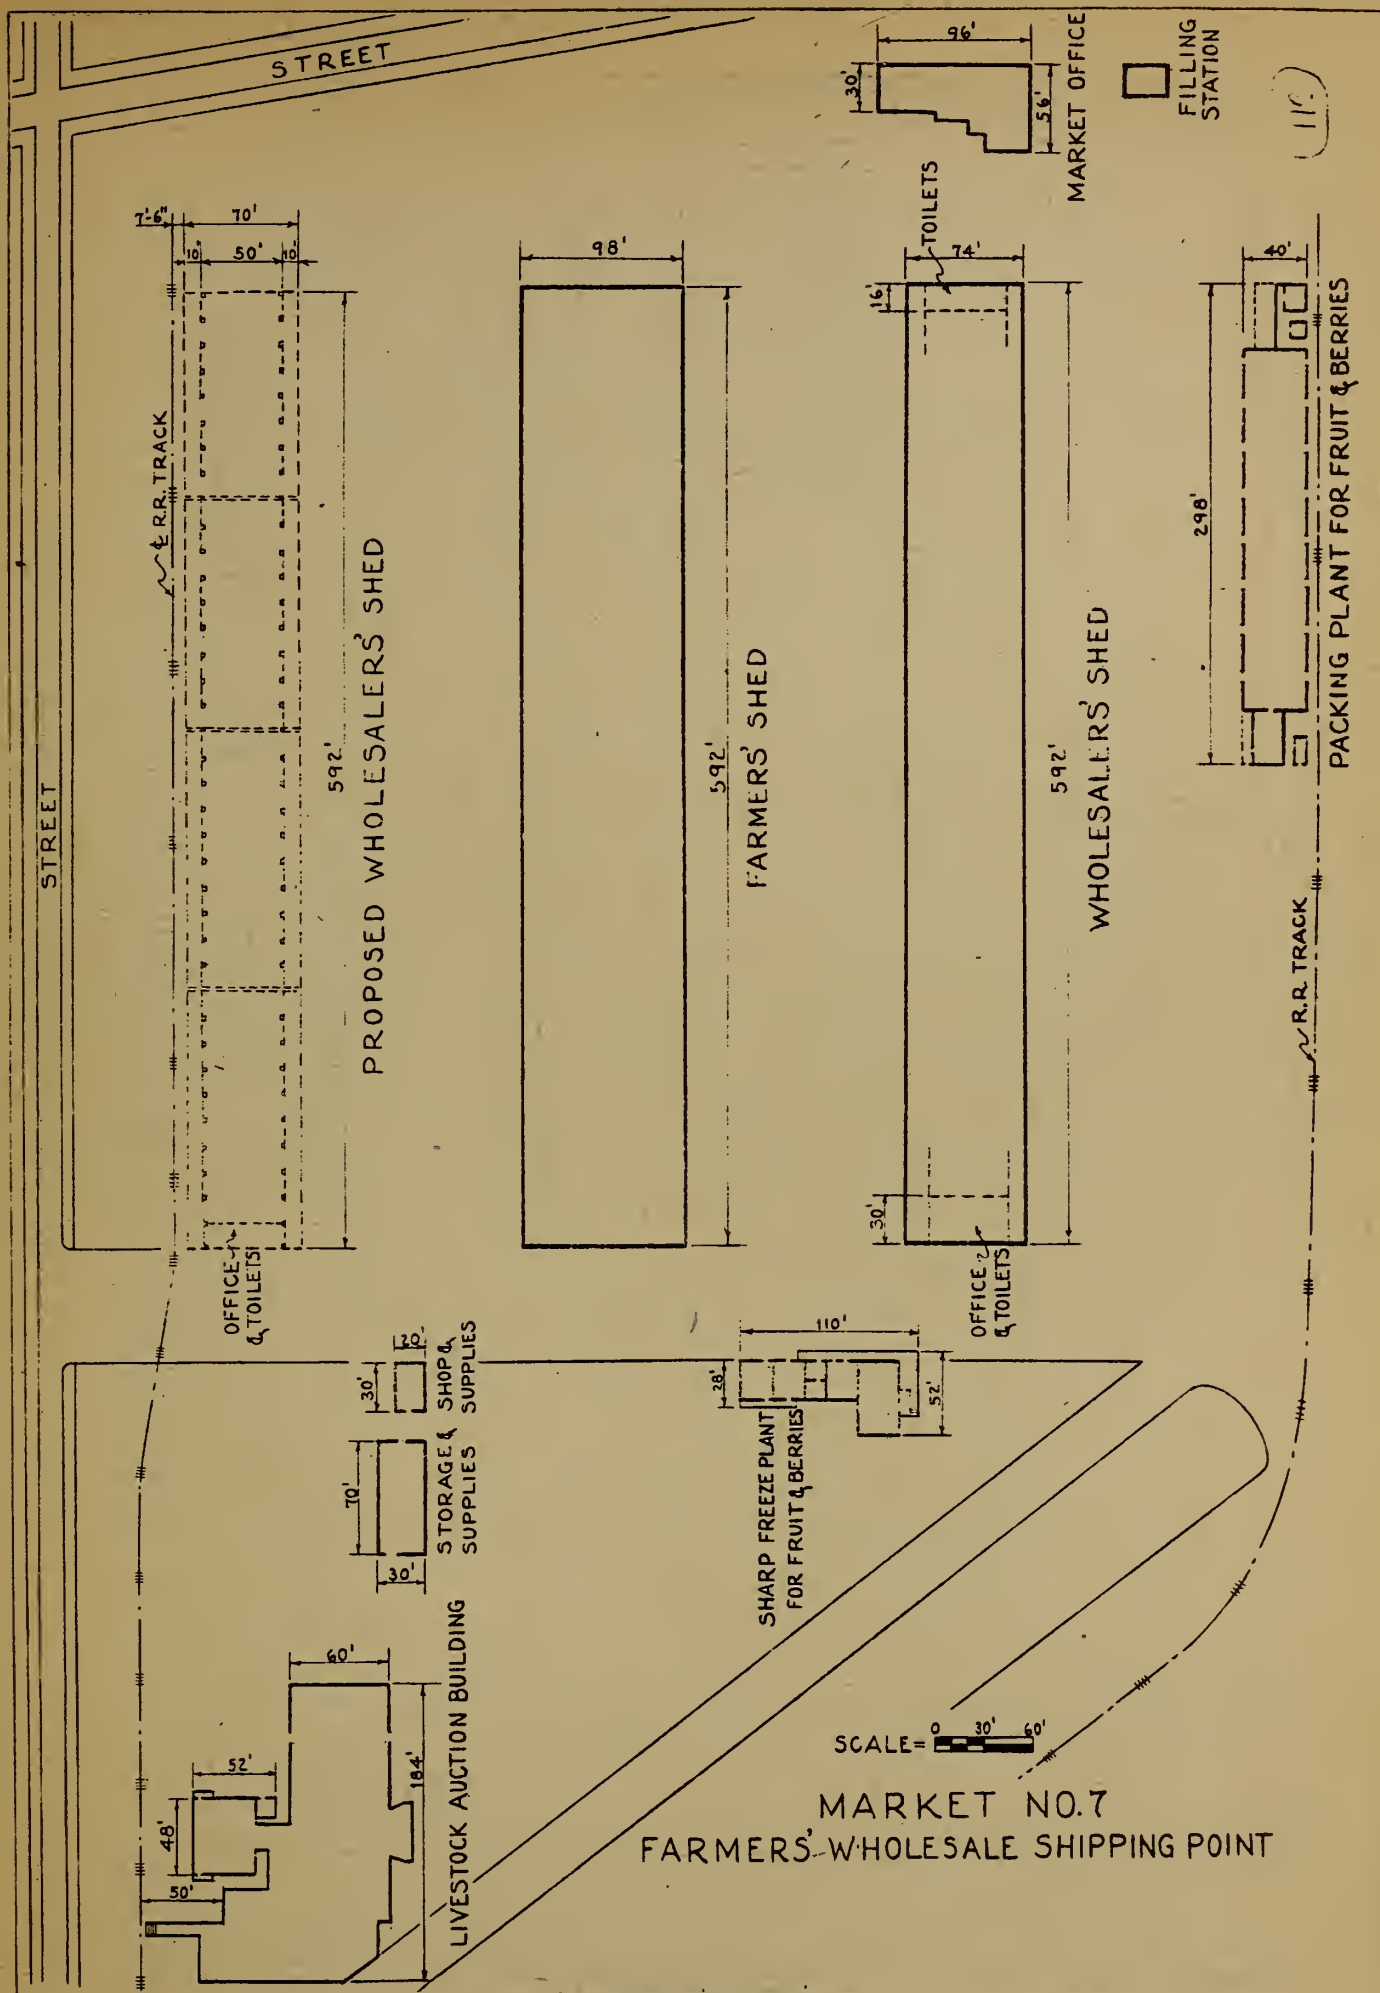 STREET
96'
30'
56'
MARKET OFFICE
FILLING
STATION
11.
7'-6"
70'
10'
50'
10'
℄ R.R. TRACK
592'
PROPOSED WHOLESALERS' SHED
OFFICE
& TOILETS
STREET
98'
592'
FARMERS' SHED
TOILETS
74'
16'
592'
WHOLESALERS' SHED
30'
OFFICE
& TOILETS
40'
298'
PACKING PLANT FOR FRUIT & BERRIES
R.R. TRACK
20'
30'
SHOP &
SUPPLIES
70'
30'
STORAGE &
SUPPLIES
110'
28'
52'
SHARP FREEZE PLANT
FOR FRUIT & BERRIES
60'
52'
48'
50'
184'
LIVESTOCK AUCTION BUILDING
SCALE= 0 30' 60'
MARKET NO.7
FARMERS'-WHOLESALE SHIPPING POINT